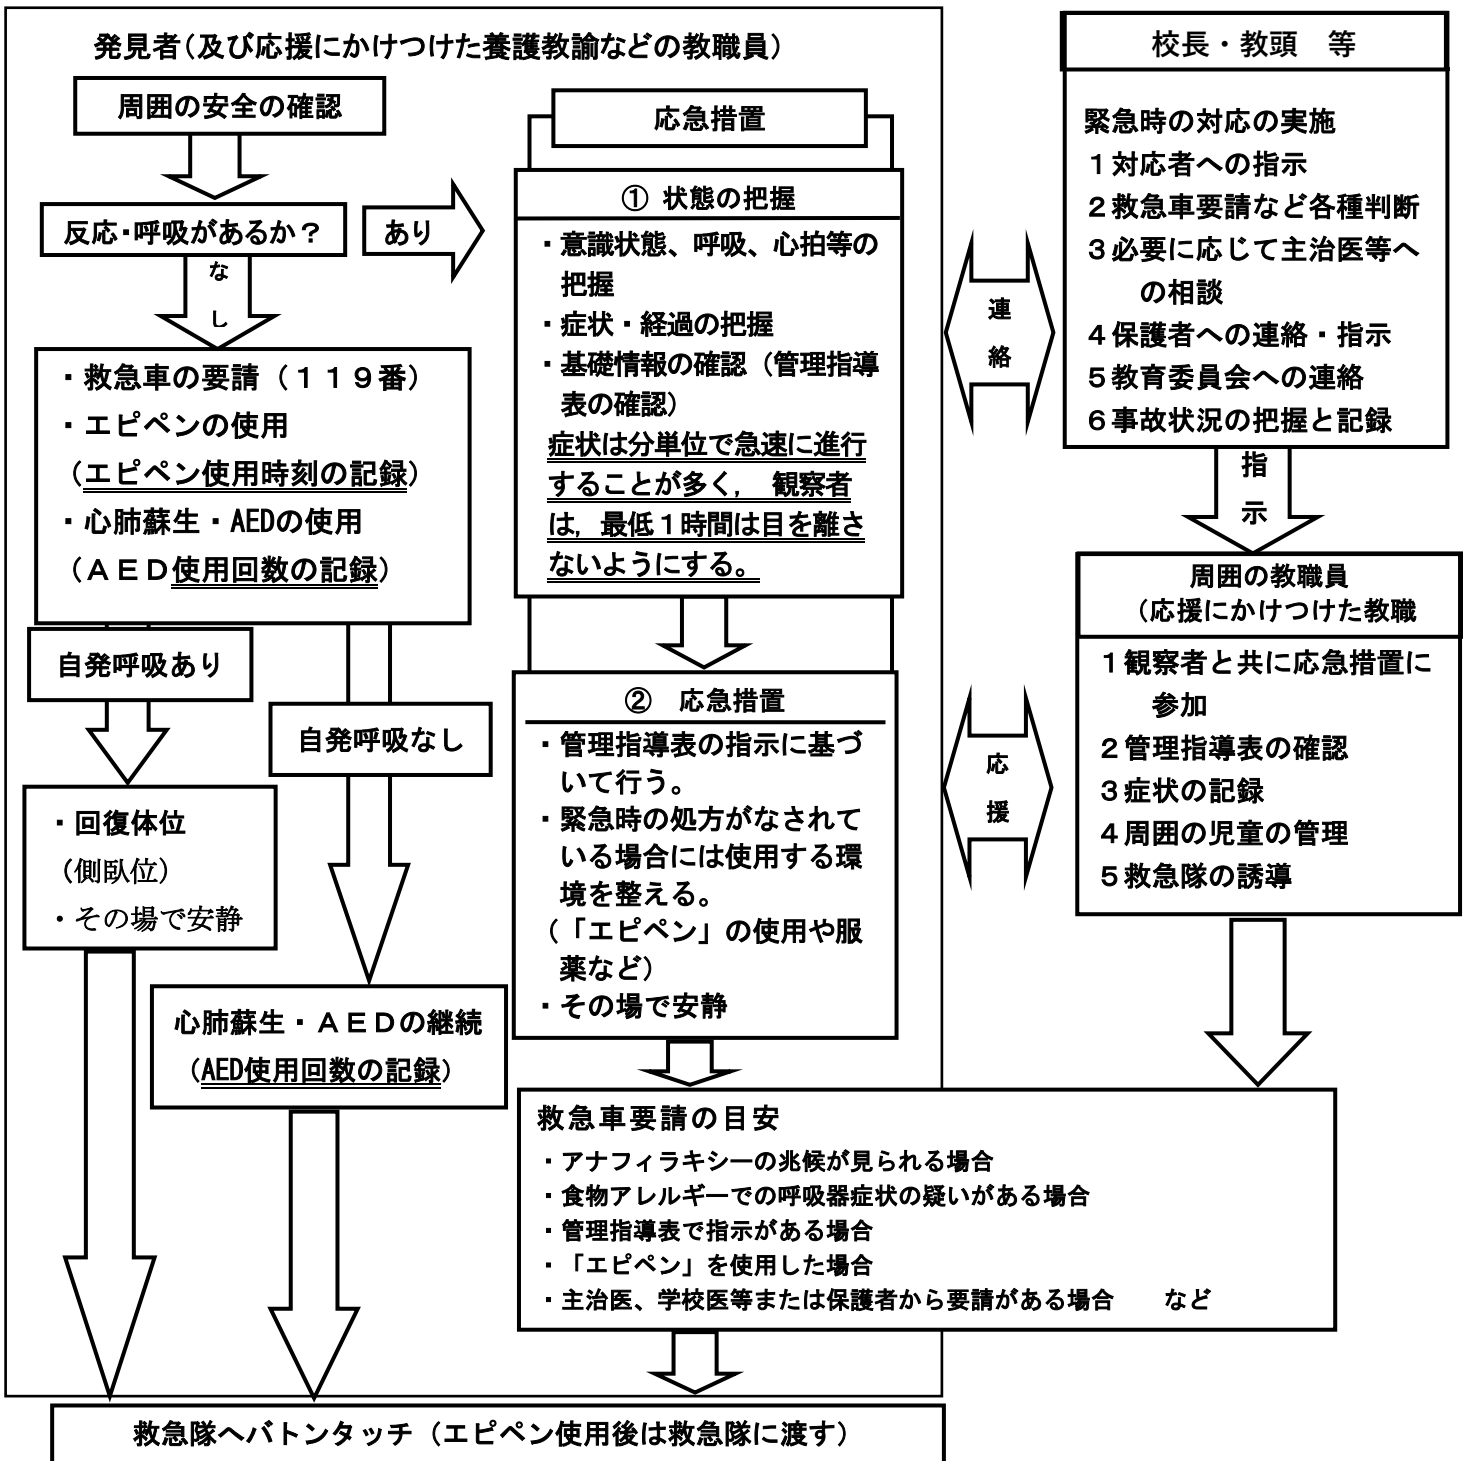 発見者(及び応援にかけつけた養護教諭などの教職員)
周囲の安全の確認
反応・呼吸があるか？
あり
なし
・救急車の要請（１１９番）
・エピペンの使用
（エピペン使用時刻の記録）
・心肺蘇生・AEDの使用
（ＡＥＤ使用回数の記録）
自発呼吸あり
自発呼吸なし
・回復体位
（側臥位）
・その場で安静
心肺蘇生・ＡＥＤの継続
（AED使用回数の記録）
応急措置
① 状態の把握
・意識状態、呼吸、心拍等の
把握
・症状・経過の把握
・基礎情報の確認（管理指導
表の確認）
症状は分単位で急速に進行
することが多く， 観察者
は，最低１時間は目を離さ
ないようにする。
② 応急措置
・管理指導表の指示に基づ
いて行う。
・緊急時の処方がなされて
いる場合には使用する環
境を整える。
（「エピペン」の使用や服
薬など）
・その場で安静
連絡
応援
校長・教頭　等
緊急時の対応の実施
１対応者への指示
２救急車要請など各種判断
３必要に応じて主治医等へ
の相談
４保護者への連絡・指示
５教育委員会への連絡
６事故状況の把握と記録
指示
周囲の教職員
（応援にかけつけた教職
１観察者と共に応急措置に
参加
２管理指導表の確認
３症状の記録
４周囲の児童の管理
５救急隊の誘導
救急車要請の目安
・アナフィラキシーの兆候が見られる場合
・食物アレルギーでの呼吸器症状の疑いがある場合
・管理指導表で指示がある場合
・「エピペン」を使用した場合
・主治医、学校医等または保護者から要請がある場合　　など
救急隊へバトンタッチ（エピペン使用後は救急隊に渡す）